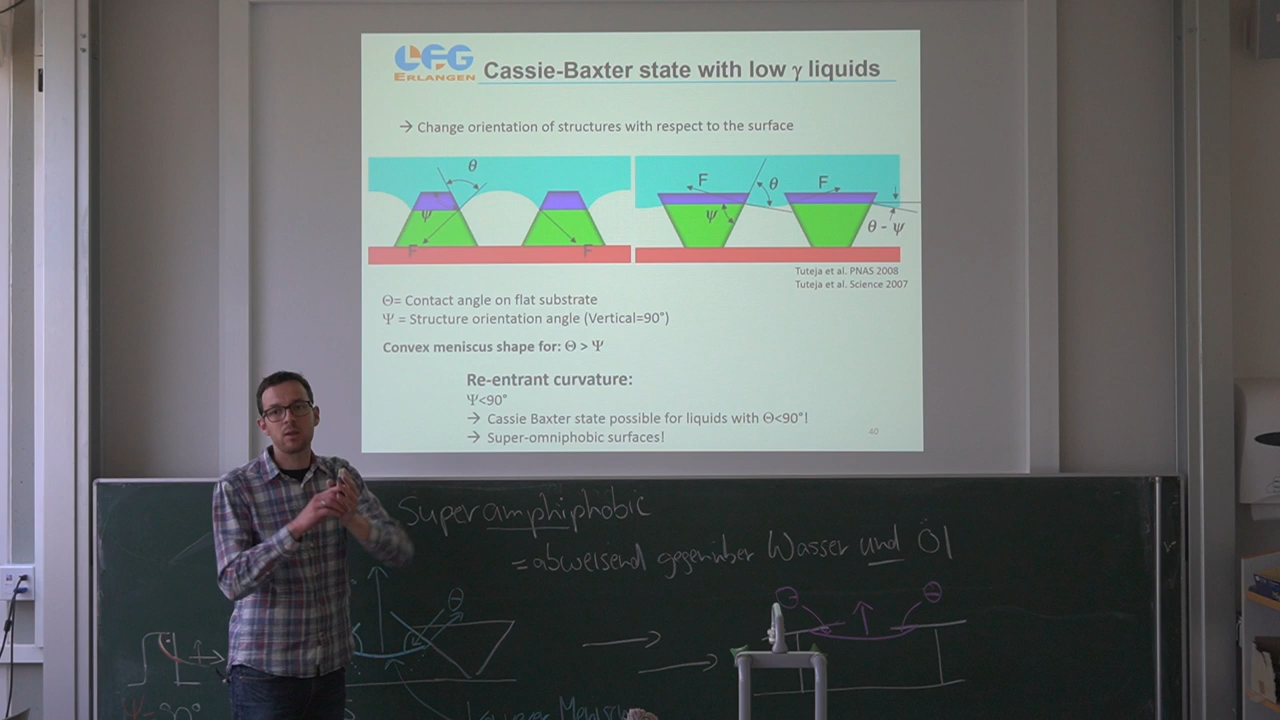 LFG
ERLANGEN
Cassie-Baxter state with low γ liquids
→ Change orientation of structures with respect to the surface
θ
ψ
F
F
F
θ
F
ψ
θ - ψ
Tuteja et al. PNAS 2008
Tuteja et al. Science 2007
Θ= Contact angle on flat substrate
Ψ = Structure orientation angle (Vertical=90°)
Convex meniscus shape for: Θ > Ψ
Re-entrant curvature:
Ψ<90°
→ Cassie Baxter state possible for liquids with Θ<90°!
→ Super-omniphobic surfaces!
40
Superamphiphobic
=abweisend gegenüber Wasser und Öl
Θ
Θ
Θ